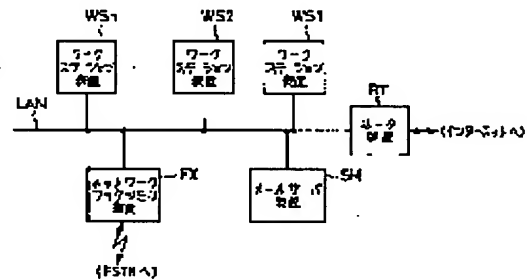 WS1
WS2
WS1
ワーク
ステーション
装置
ワーク
ステーション
装置
ワーク
ステーション
装置
LAN
RT
ルータ
装置
(インターネットへ)
ネットワーク
ファクシミリ
装置
FX
メールサーバ
装置
SM
(PSTNへ)